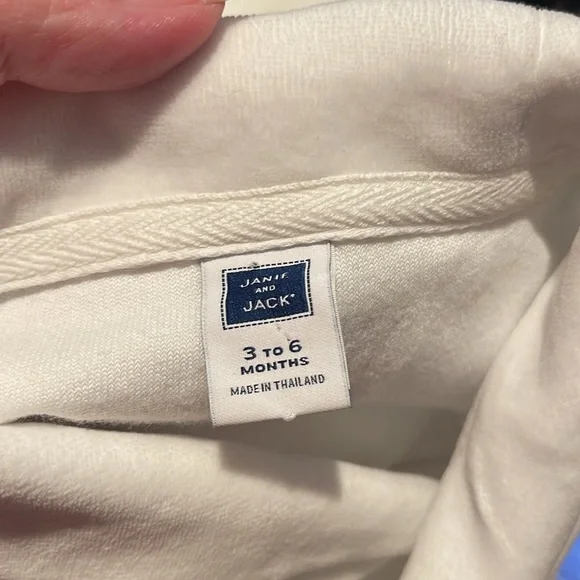 JANIE
AND
JACK®
3 TO 6
MONTHS
MADE IN THAILAND